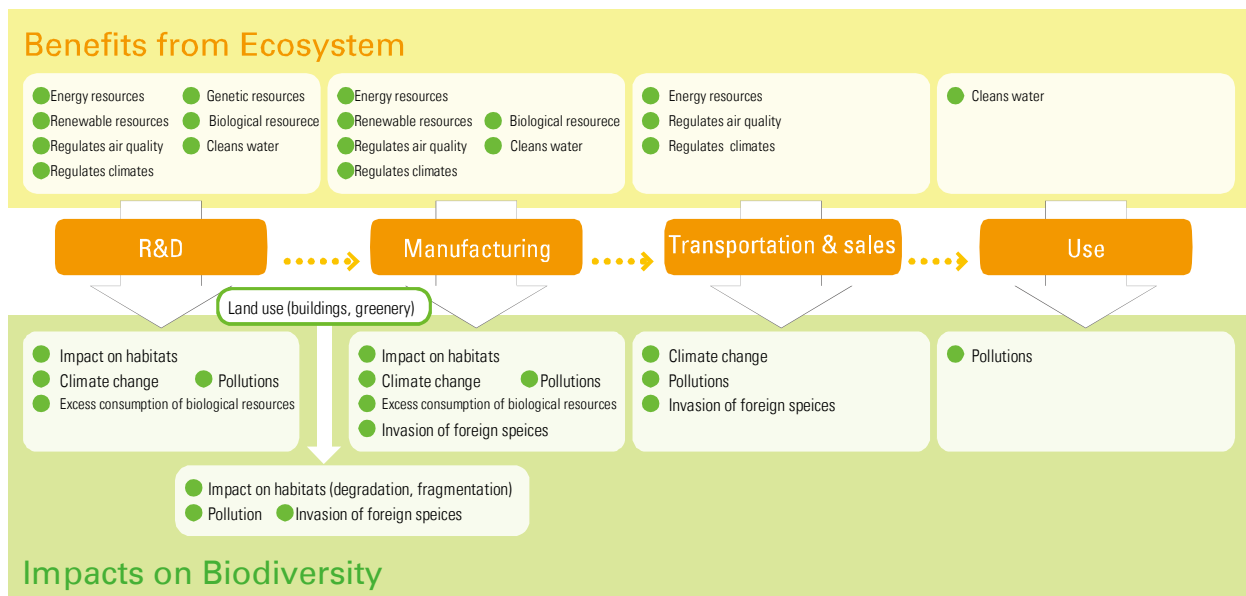 Benefits from Ecosystem
Energy resources
Genetic resources
Renewable resources
Biological resourece
Regulates air quality
Cleans water
Regulates climates
Energy resources
Renewable resources
Biological resourece
Regulates air quality
Cleans water
Regulates climates
Energy resources
Regulates air quality
Regulates climates
Cleans water
R&D
Manufacturing
Transportation & sales
Use
Land use (buildings, greenery)
Impact on habitats
Climate change
Pollutions
Excess consumption of biological resources
Impact on habitats
Climate change
Pollutions
Excess consumption of biological resources
Invasion of foreign speices
Climate change
Pollutions
Invasion of foreign speices
Pollutions
Impact on habitats (degradation, fragmentation)
Pollution
Invasion of foreign speices
Impacts on Biodiversity